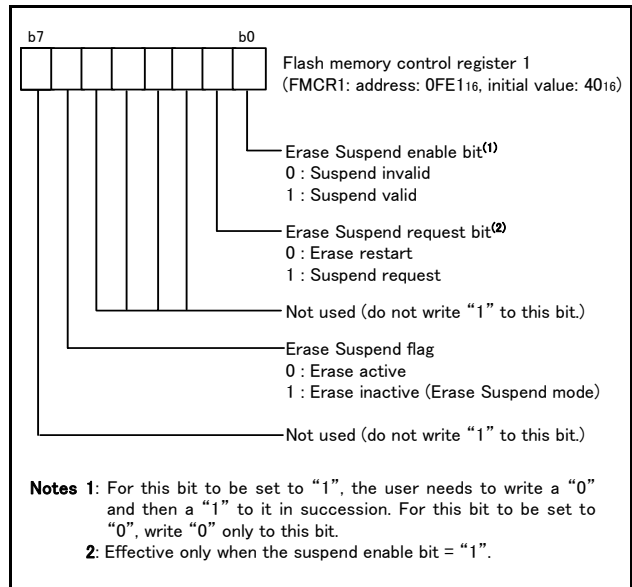 b7 b0
Flash memory control register 1
(FMCR1: address: 0FE116, initial value: 4016)
Erase Suspend enable bit(1)
0 : Suspend invalid
1 : Suspend valid
Erase Suspend request bit(2)
0 : Erase restart
1 : Suspend request
Not used (do not write “1” to this bit.)
Erase Suspend flag
0 : Erase active
1 : Erase inactive (Erase Suspend mode)
Not used (do not write “1” to this bit.)
Notes 1: For this bit to be set to “1”, the user needs to write a “0”
and then a “1” to it in succession. For this bit to be set to
“0”, write “0” only to this bit.
2: Effective only when the suspend enable bit = “1”.